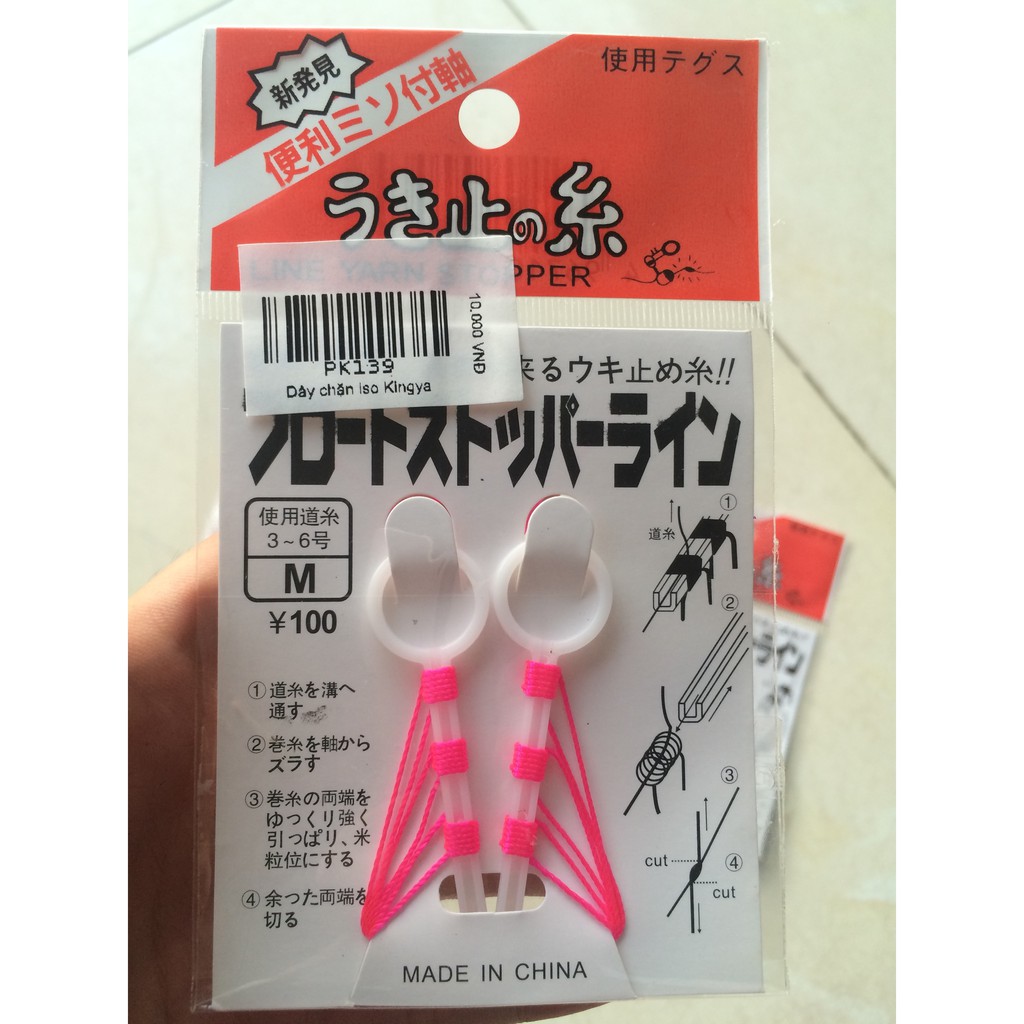 新発見
便利ミゾ付軸
使用テグス
うき止の糸
LINE YARN STOPPER
10.000 VND
PK139
Dây chặn iso Kingya
来るウキ止め糸!!
フロートストッパーライン
使用道糸
3～6号
M
¥100
①道糸を溝へ
通す
②巻糸を軸から
ズラす
③巻糸の両端を
ゆっくり強く
引っぱり、米
粒位にする
④余った両端を
切る
①
道糸
②
③
cut
④
cut
MADE IN CHINA
ライン